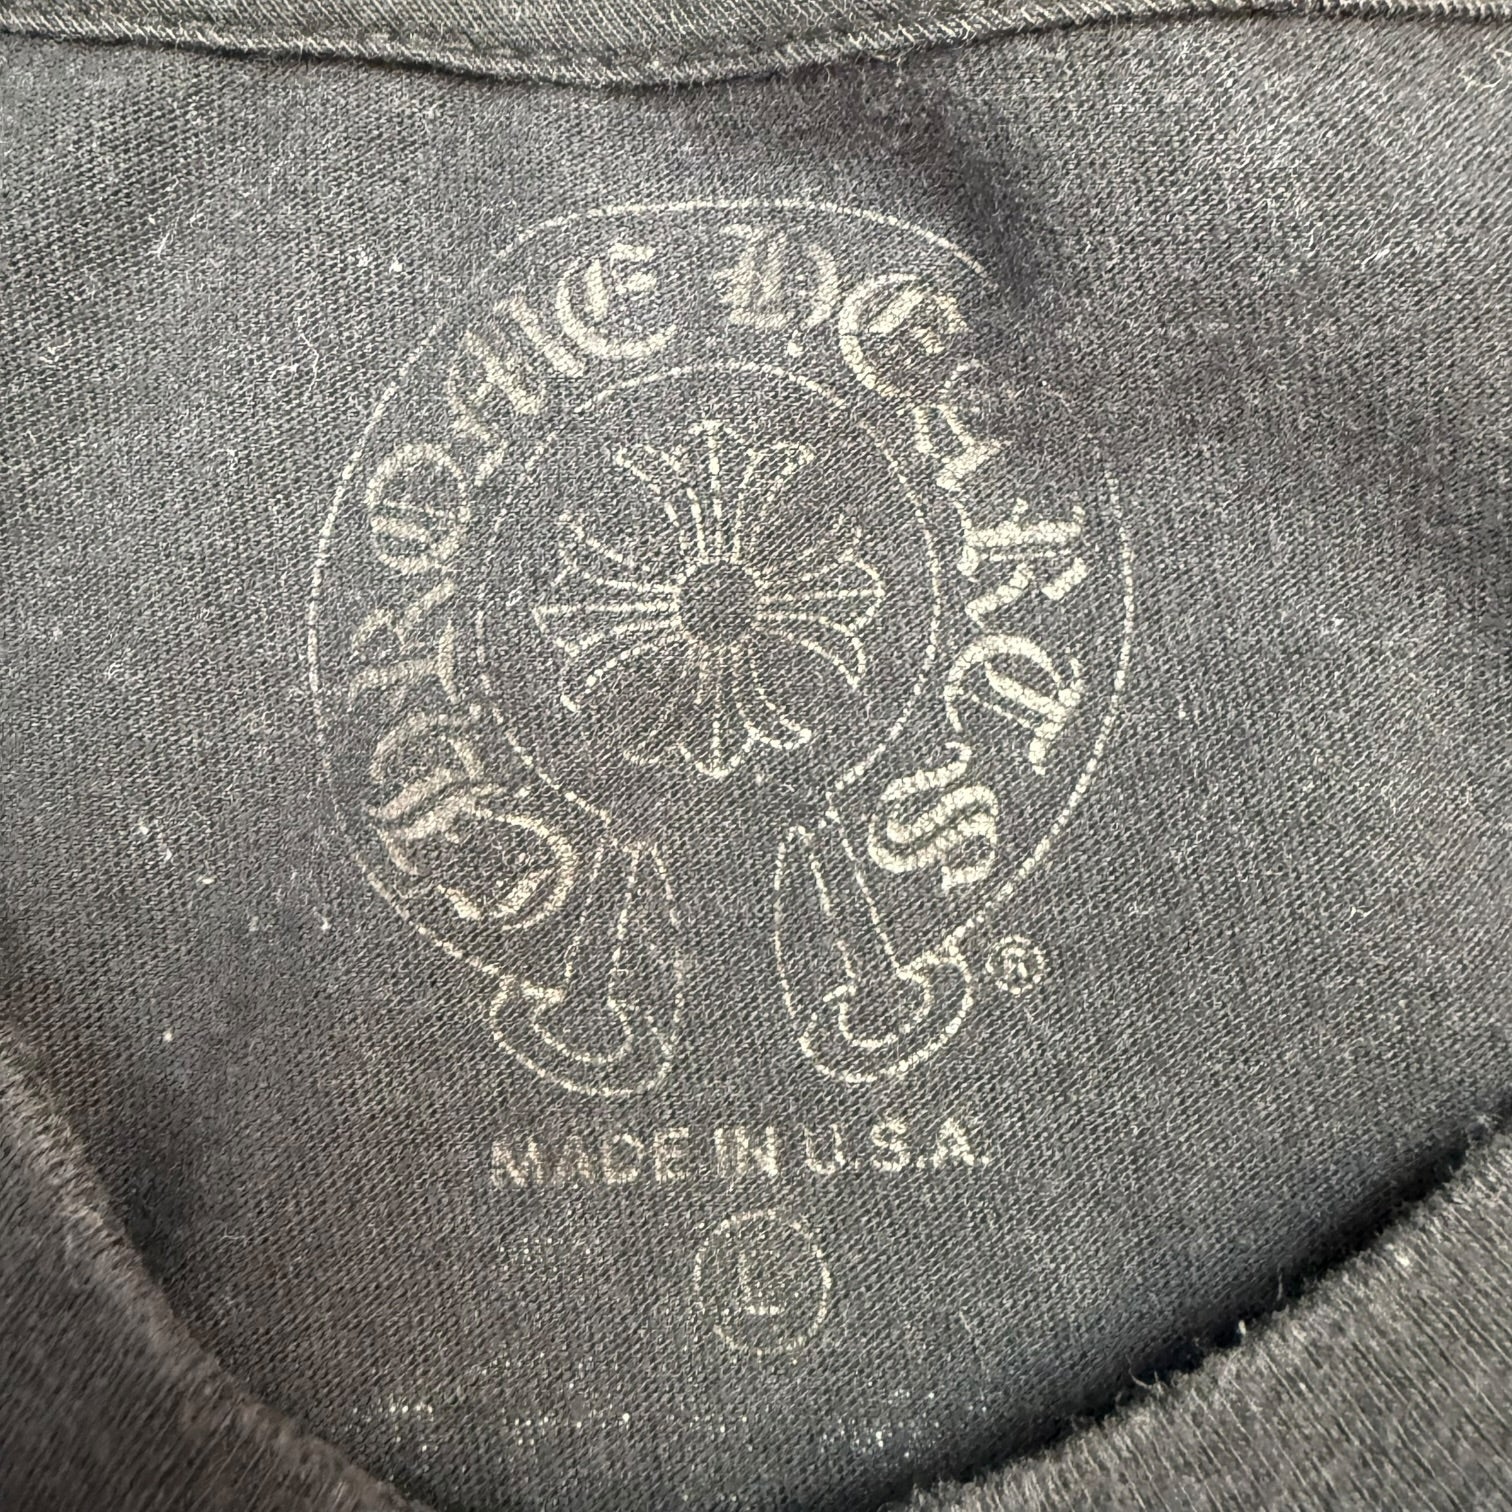 CHROME HEARTS
®
MADE IN U.S.A.
L